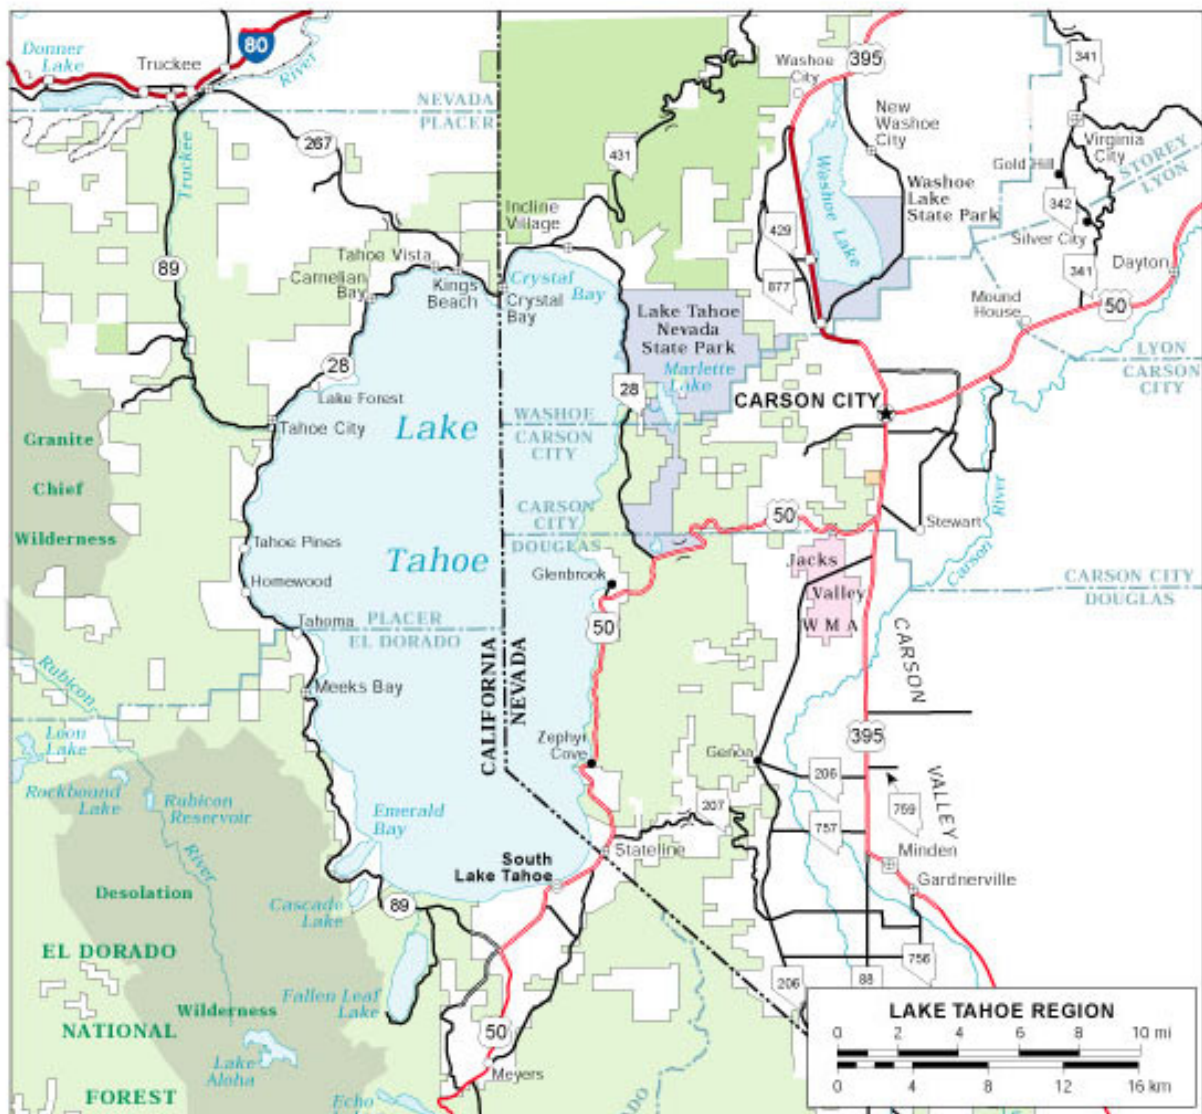 Donner
Lake
Truckee
80
River
NEVADA
PLACER
Truckee
267
89
431
Incline
Village
Washoe
City
395
341
New
Washoe
City
Virginia
City
Gold Hill
STOREY
LYON
342
Silver City
341
Washoe Lake
Washoe
Lake
State Park
429
877
Dayton
50
Mound
House
LYON
CARSON
CITY
Tahoe Vista
Carnelian
Bay
Kings
Beach
Crystal
Bay
Crystal
Bay
Lake Tahoe
Nevada
State Park
Marlette
Lake
28
28
Lake Forest
Tahoe City
Lake
Tahoe
WASHOE
CARSON
CITY
CARSON CITY
Granite
Chief
Wilderness
CARSON
CITY
DOUGLAS
50
Stewart
Carson
River
Tahoe Pines
Homewood
Glenbrook
Jacks
Valley
W M A
CARSON CITY
DOUGLAS
Tahoma
PLACER
EL DORADO
50
CALIFORNIA
NEVADA
CARSON
VALLEY
Rubicon
River
Meeks Bay
Loon
Lake
Rockbound
Lake
Rubicon
Reservoir
Zephyr
Cove
Genoa
395
206
759
207
757
Emerald
Bay
Stateline
South
Lake Tahoe
Minden
Gardnerville
Desolation
Wilderness
Cascade
Lake
89
EL DORADO
NATIONAL
FOREST
Fallen Leaf
Lake
756
206
88
50
Lake
Aloha
Meyers
Echo
ADO
LAKE TAHOE REGION
0 2 4 6 8 10 mi
0 4 8 12 16 km